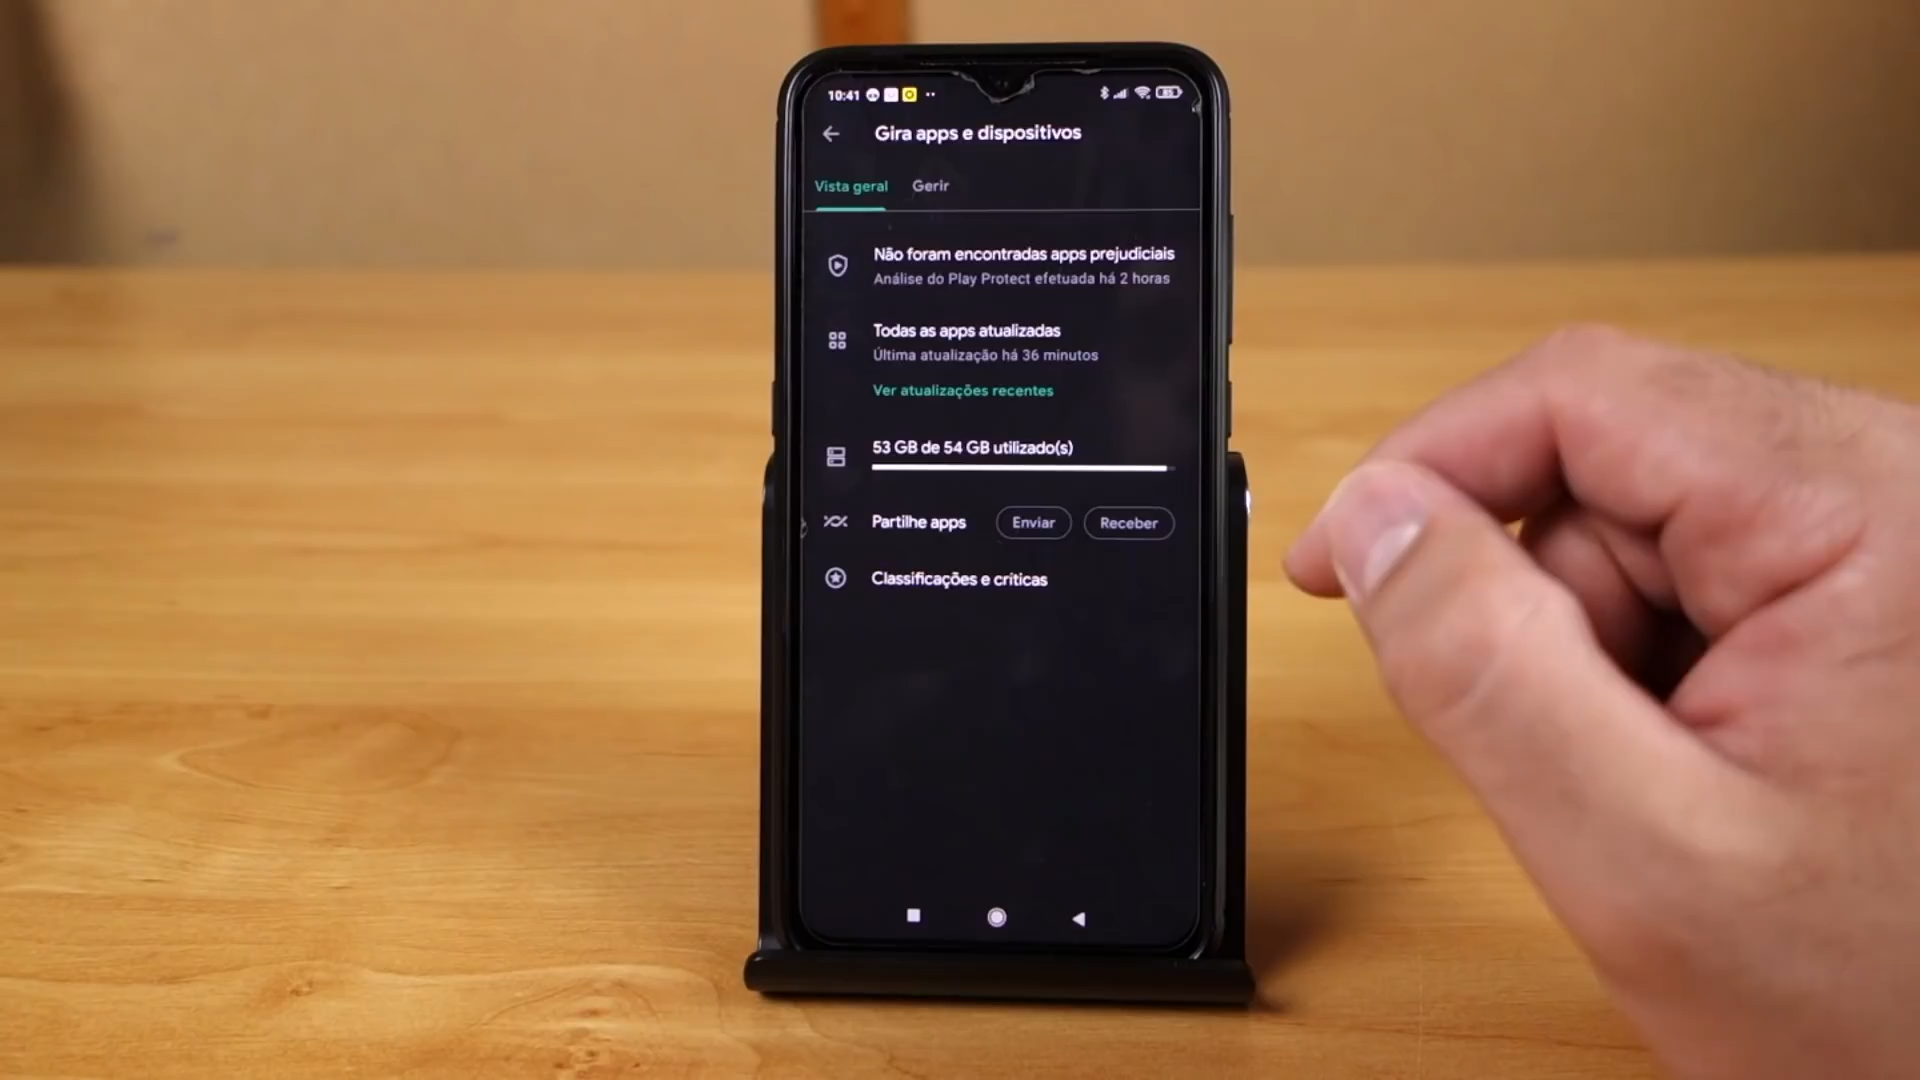 10:41
85
Gira apps e dispositivos
Vista geral
Gerir
Não foram encontradas apps prejudiciais
Análise do Play Protect efetuada há 2 horas
Todas as apps atualizadas
Última atualização há 36 minutos
Ver atualizações recentes
53 GB de 54 GB utilizado(s)
Partilhe apps
Enviar
Receber
Classificações e críticas